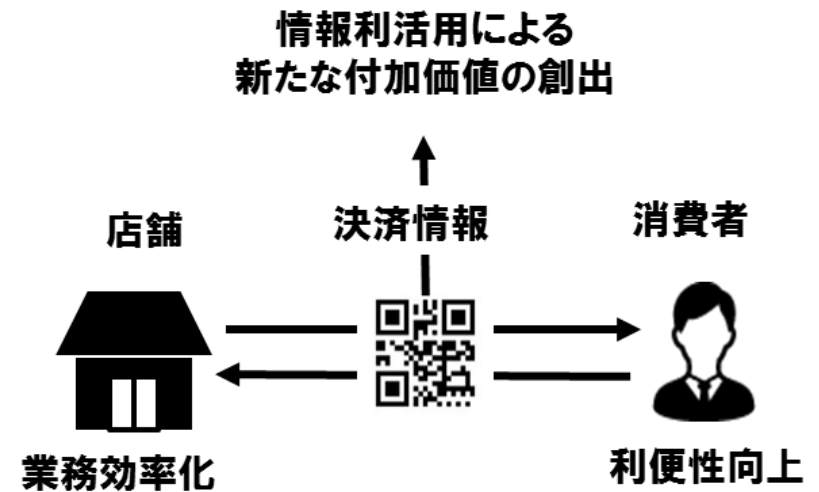 情報利活用による
新たな付加価値の創出
店舗
決済情報
消費者
業務効率化
利便性向上